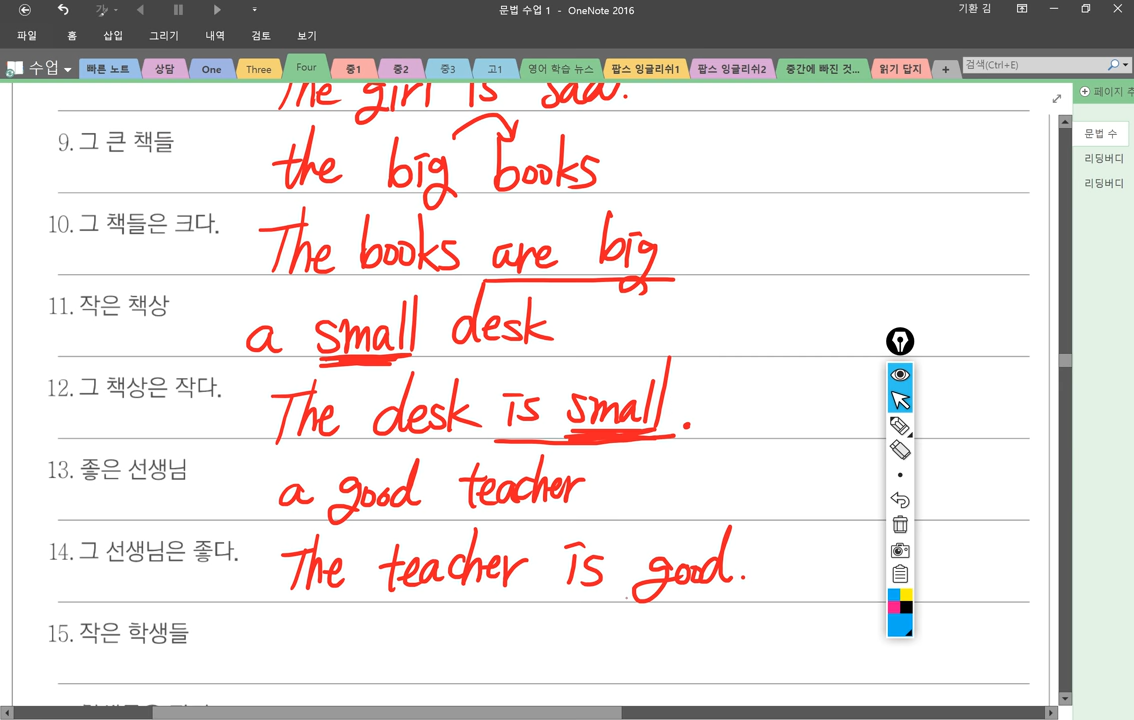 문법 수업 1 - OneNote 2016
기환 김
파일 홈 삽입 그리기 내역 검토 보기
수업 빠른 노트 상담 One Three Four 중1 중2 중3 고1 영어 학습 뉴스 팝스 잉글리쉬1 팝스 잉글리쉬2 중간에 빠진 것... 읽기 답지 + 검색(Ctrl+E)
페이지 추
문법 수
리딩버디
리딩버디
The girl is sad.
9. 그 큰 책들 the big books
10. 그 책들은 크다. The books are big
11. 작은 책상 a small desk
12. 그 책상은 작다. The desk is small.
13. 좋은 선생님 a good teacher
14. 그 선생님은 좋다. The teacher is good.
15. 작은 학생들